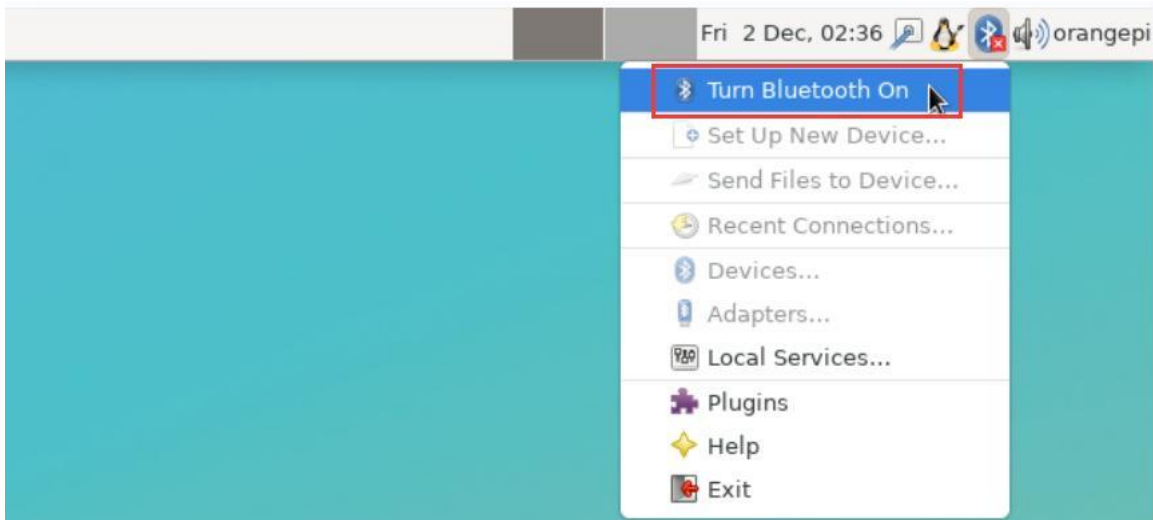 Fri 2 Dec, 02:36 orangepi
Turn Bluetooth On
Set Up New Device...
Send Files to Device...
Recent Connections...
Devices...
Adapters...
Local Services...
Plugins
Help
Exit